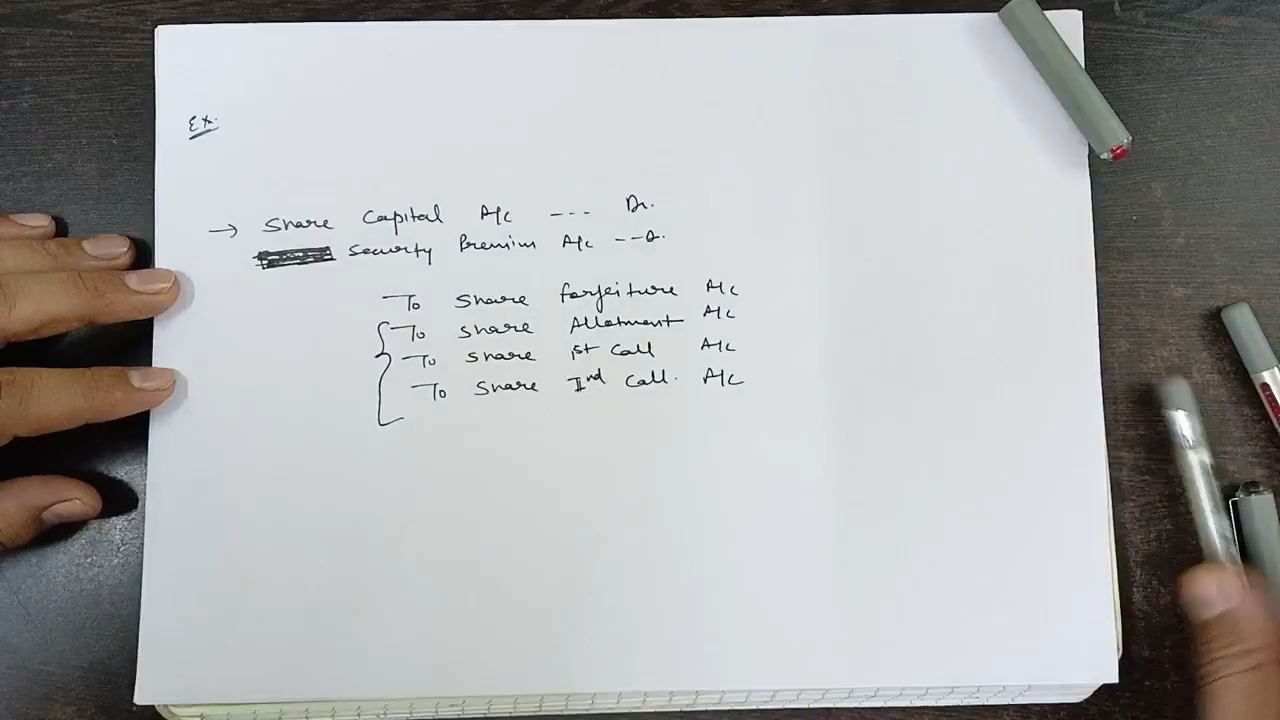 Ex.
→ Share Capital A/c --- Dr.
Security Premium A/c --- Dr.
To Share forfeiture A/c
To Share Allotment A/c
To Share 1st Call A/c
To Share IInd Call. A/c